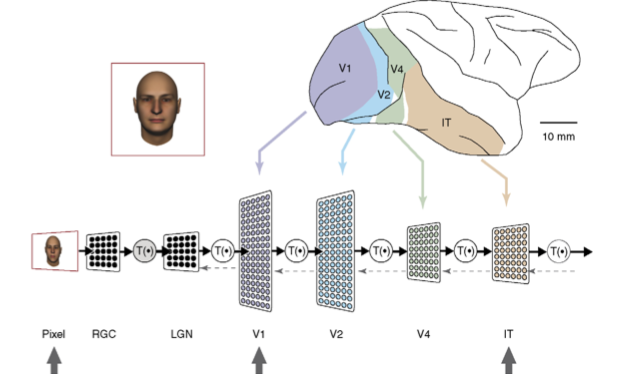 V1
V4
V2
IT
10 mm
T(•) T(•) T(•) T(•) T(•) T(•)
Pixel RGC LGN V1 V2 V4 IT